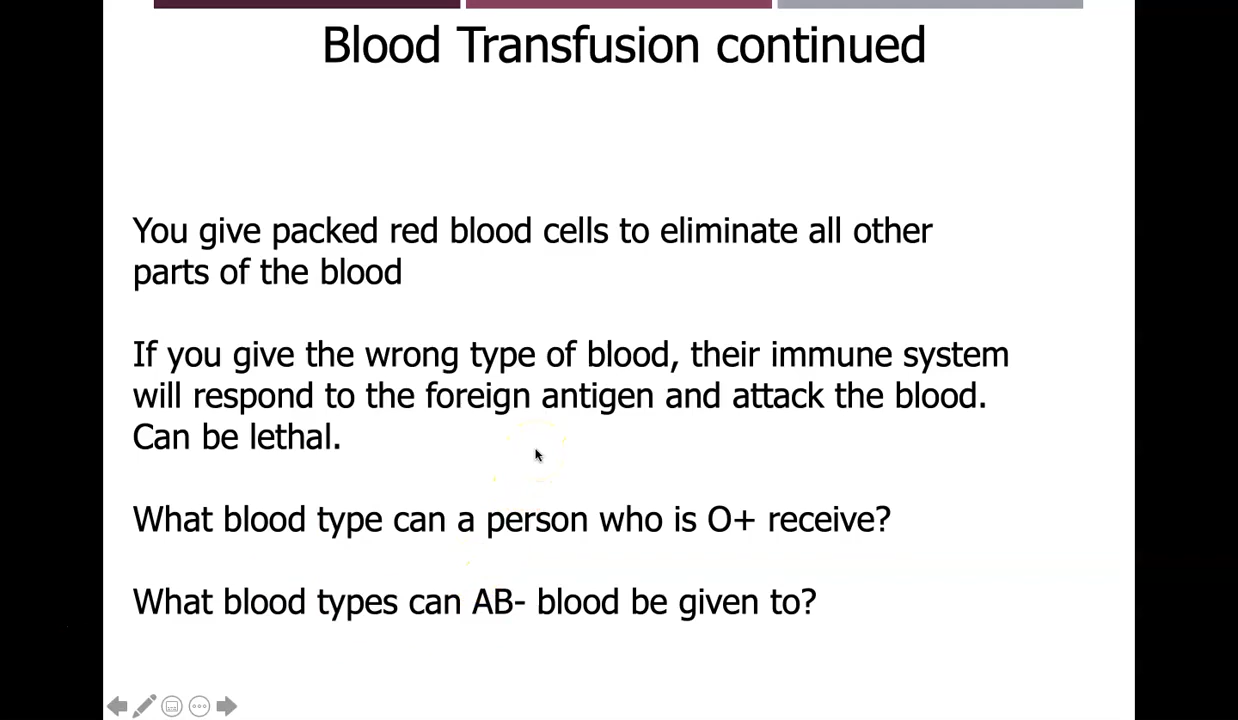 Blood Transfusion continued
You give packed red blood cells to eliminate all other
parts of the blood
If you give the wrong type of blood, their immune system
will respond to the foreign antigen and attack the blood.
Can be lethal.
What blood type can a person who is O+ receive?
What blood types can AB- blood be given to?